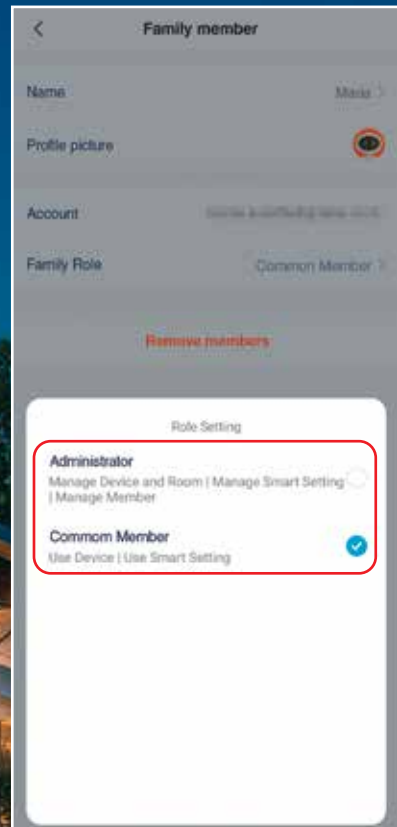 Family member
Name Maria
Profile picture
Account
Family Role Common Member
Remove members
Role Setting
Administrator
Manage Device and Room | Manage Smart Setting
| Manage Member
Commom Member
Use Device | Use Smart Setting